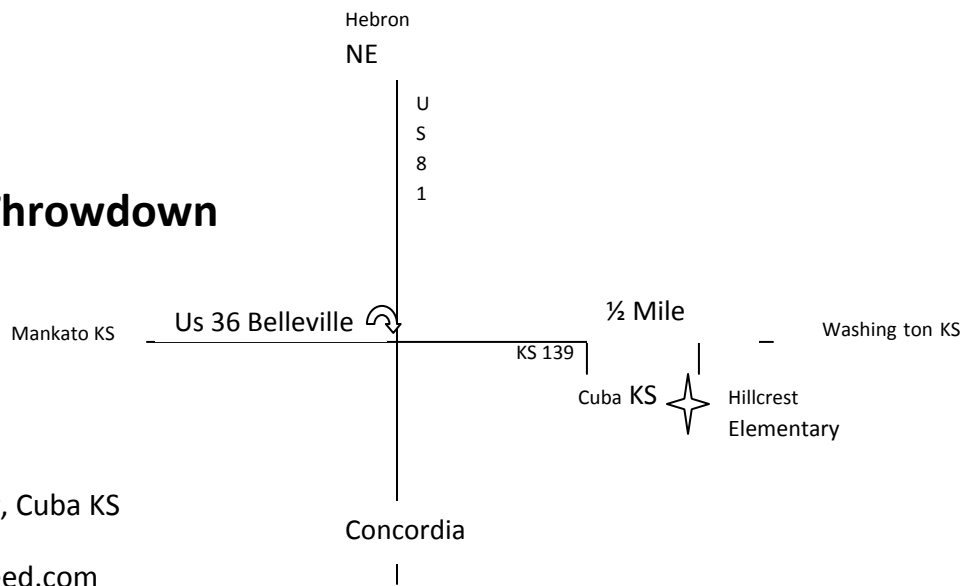 Hebron
NE
U
S
8
1
Throwdown
Us 36 Belleville
½ Mile
Mankato KS
Washing ton KS
KS 139
Cuba KS
Hillcrest
Elementary
, Cuba KS
Concordia
ed.com